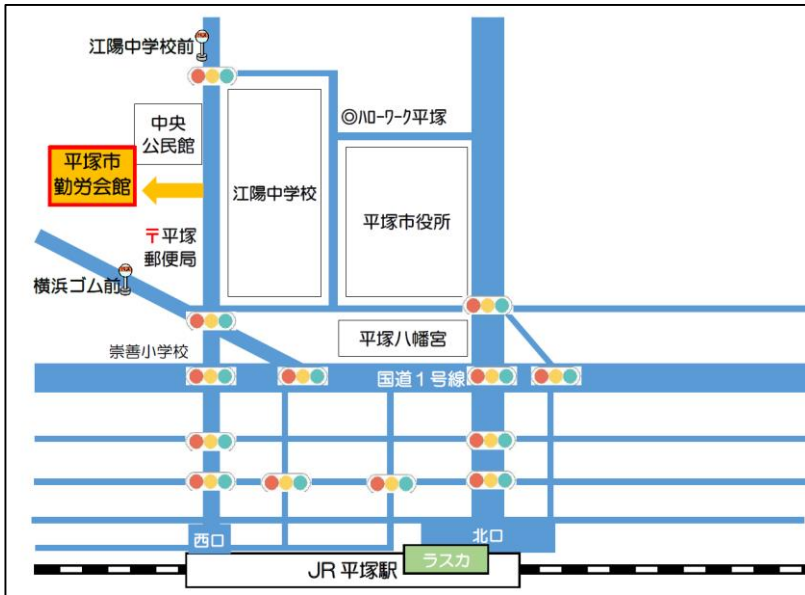 江陽中学校前
中央
公民館
◎ﾊﾛｰﾜｰｸ平塚
平塚市
勤労会館
江陽中学校
平塚市役所
〒平塚
郵便局
横浜ゴム前
平塚八幡宮
崇善小学校
国道1号線
西口
北口
ラスカ
JR 平塚駅